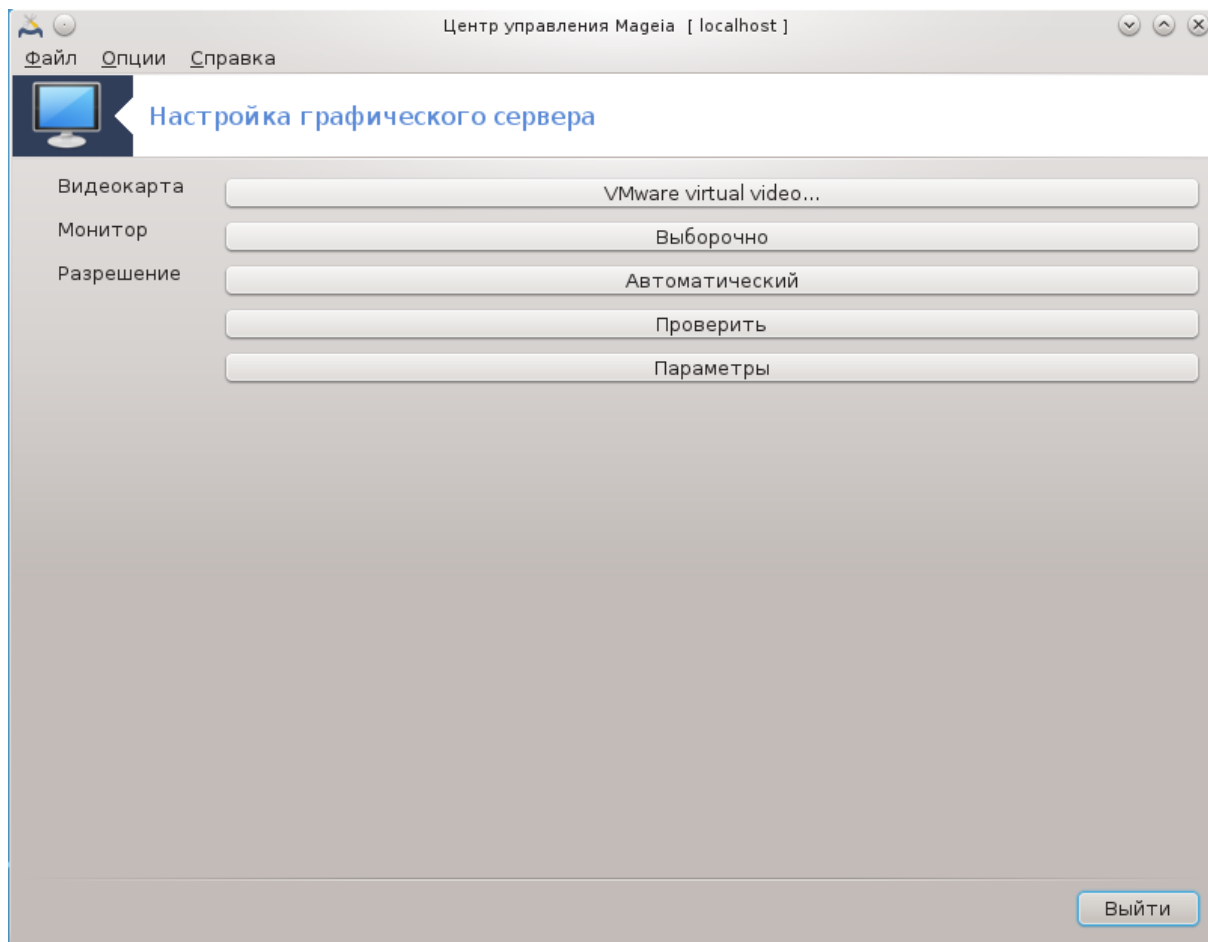 Центр управления Mageia [ localhost ]
Файл Опции Справка
Настройка графического сервера
Видеокарта VMware virtual video...
Монитор Выборочно
Разрешение Автоматический
Проверить
Параметры
Выйти